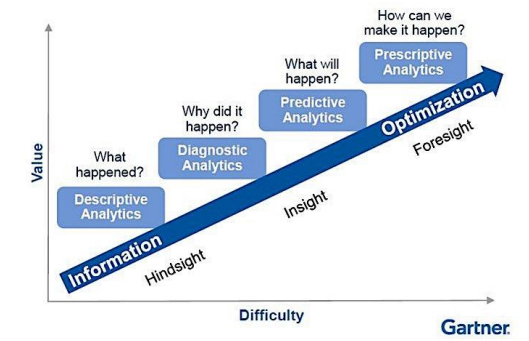 How can we
make it happen?
Prescriptive
Analytics
What will
happen?
Predictive
Analytics
Why did it
happen?
Diagnostic
Analytics
What
happened?
Descriptive
Analytics
Value
Information
Optimization
Hindsight
Insight
Foresight
Difficulty
Gartner